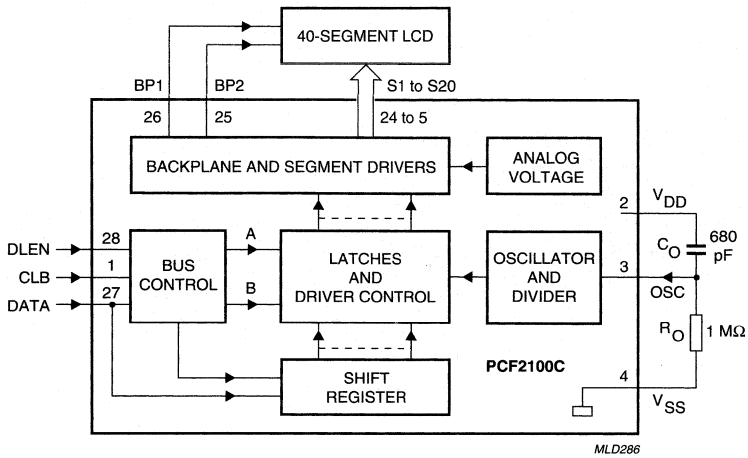 40-SEGMENT LCD
BP1
BP2
S1 to S20
26
25
24 to 5
BACKPLANE AND SEGMENT DRIVERS
ANALOG
VOLTAGE
2
VDD
DLEN
28
A
CLB
1
BUS
CONTROL
DATA
27
B
LATCHES
AND
DRIVER CONTROL
OSCILLATOR
AND
DIVIDER
CO
680
pF
3
OSC
RO
1 MΩ
SHIFT
REGISTER
PCF2100C
4
VSS
MLD286